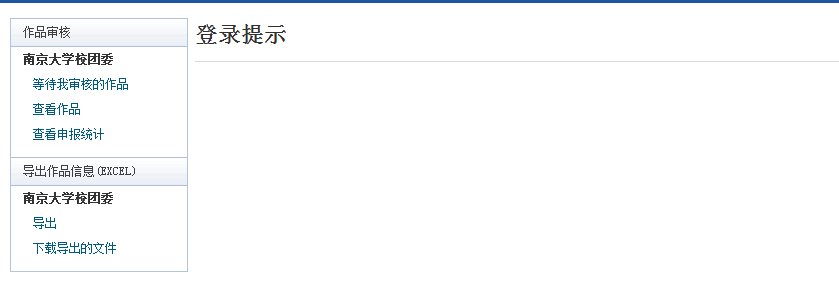 作品审核
南京大学校团委
等待我审核的作品
查看作品
查看申报统计
导出作品信息(EXCEL)
南京大学校团委
导出
下载导出的文件
登录提示